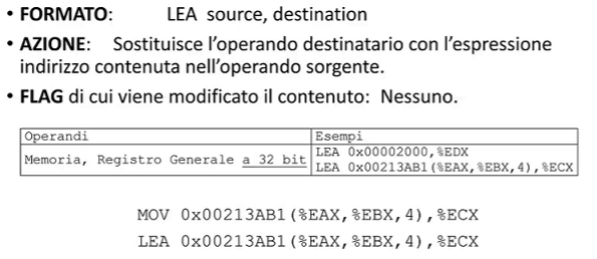 • FORMATO: LEA source, destination
• AZIONE: Sostituisce l'operando destinatario con l'espressione
indirizzo contenuta nell'operando sorgente.
• FLAG di cui viene modificato il contenuto: Nessuno.
Operandi Esempi
Memoria, Registro Generale a 32 bit LEA 0x00002000,%EDX
LEA 0x00213AB1(%EAX,%EBX,4),%ECX
MOV 0x00213AB1(%EAX,%EBX,4),%ECX
LEA 0x00213AB1(%EAX,%EBX,4),%ECX